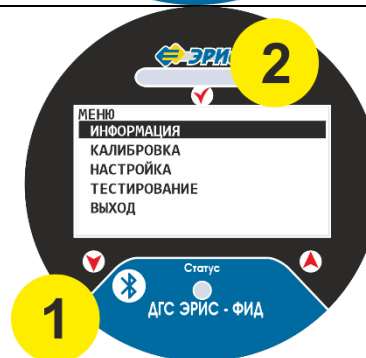 ЭРИС
2
МЕНЮ
ИНФОРМАЦИЯ
КАЛИБРОВКА
НАСТРОЙКА
ТЕСТИРОВАНИЕ
ВЫХОД
Статус
ДГС ЭРИС - ФИД
1